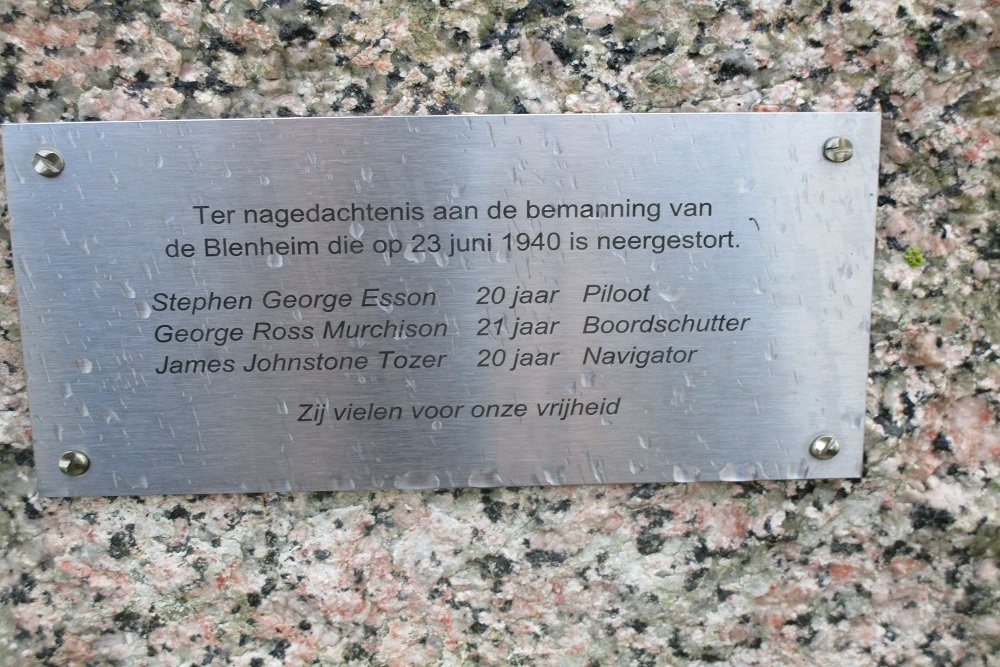 Ter nagedachtenis aan de bemanning van
de Blenheim die op 23 juni 1940 is neergestort.
Stephen George Esson 20 jaar Piloot
George Ross Murchison 21 jaar Boordschutter
James Johnstone Tozer 20 jaar Navigator
Zij vielen voor onze vrijheid